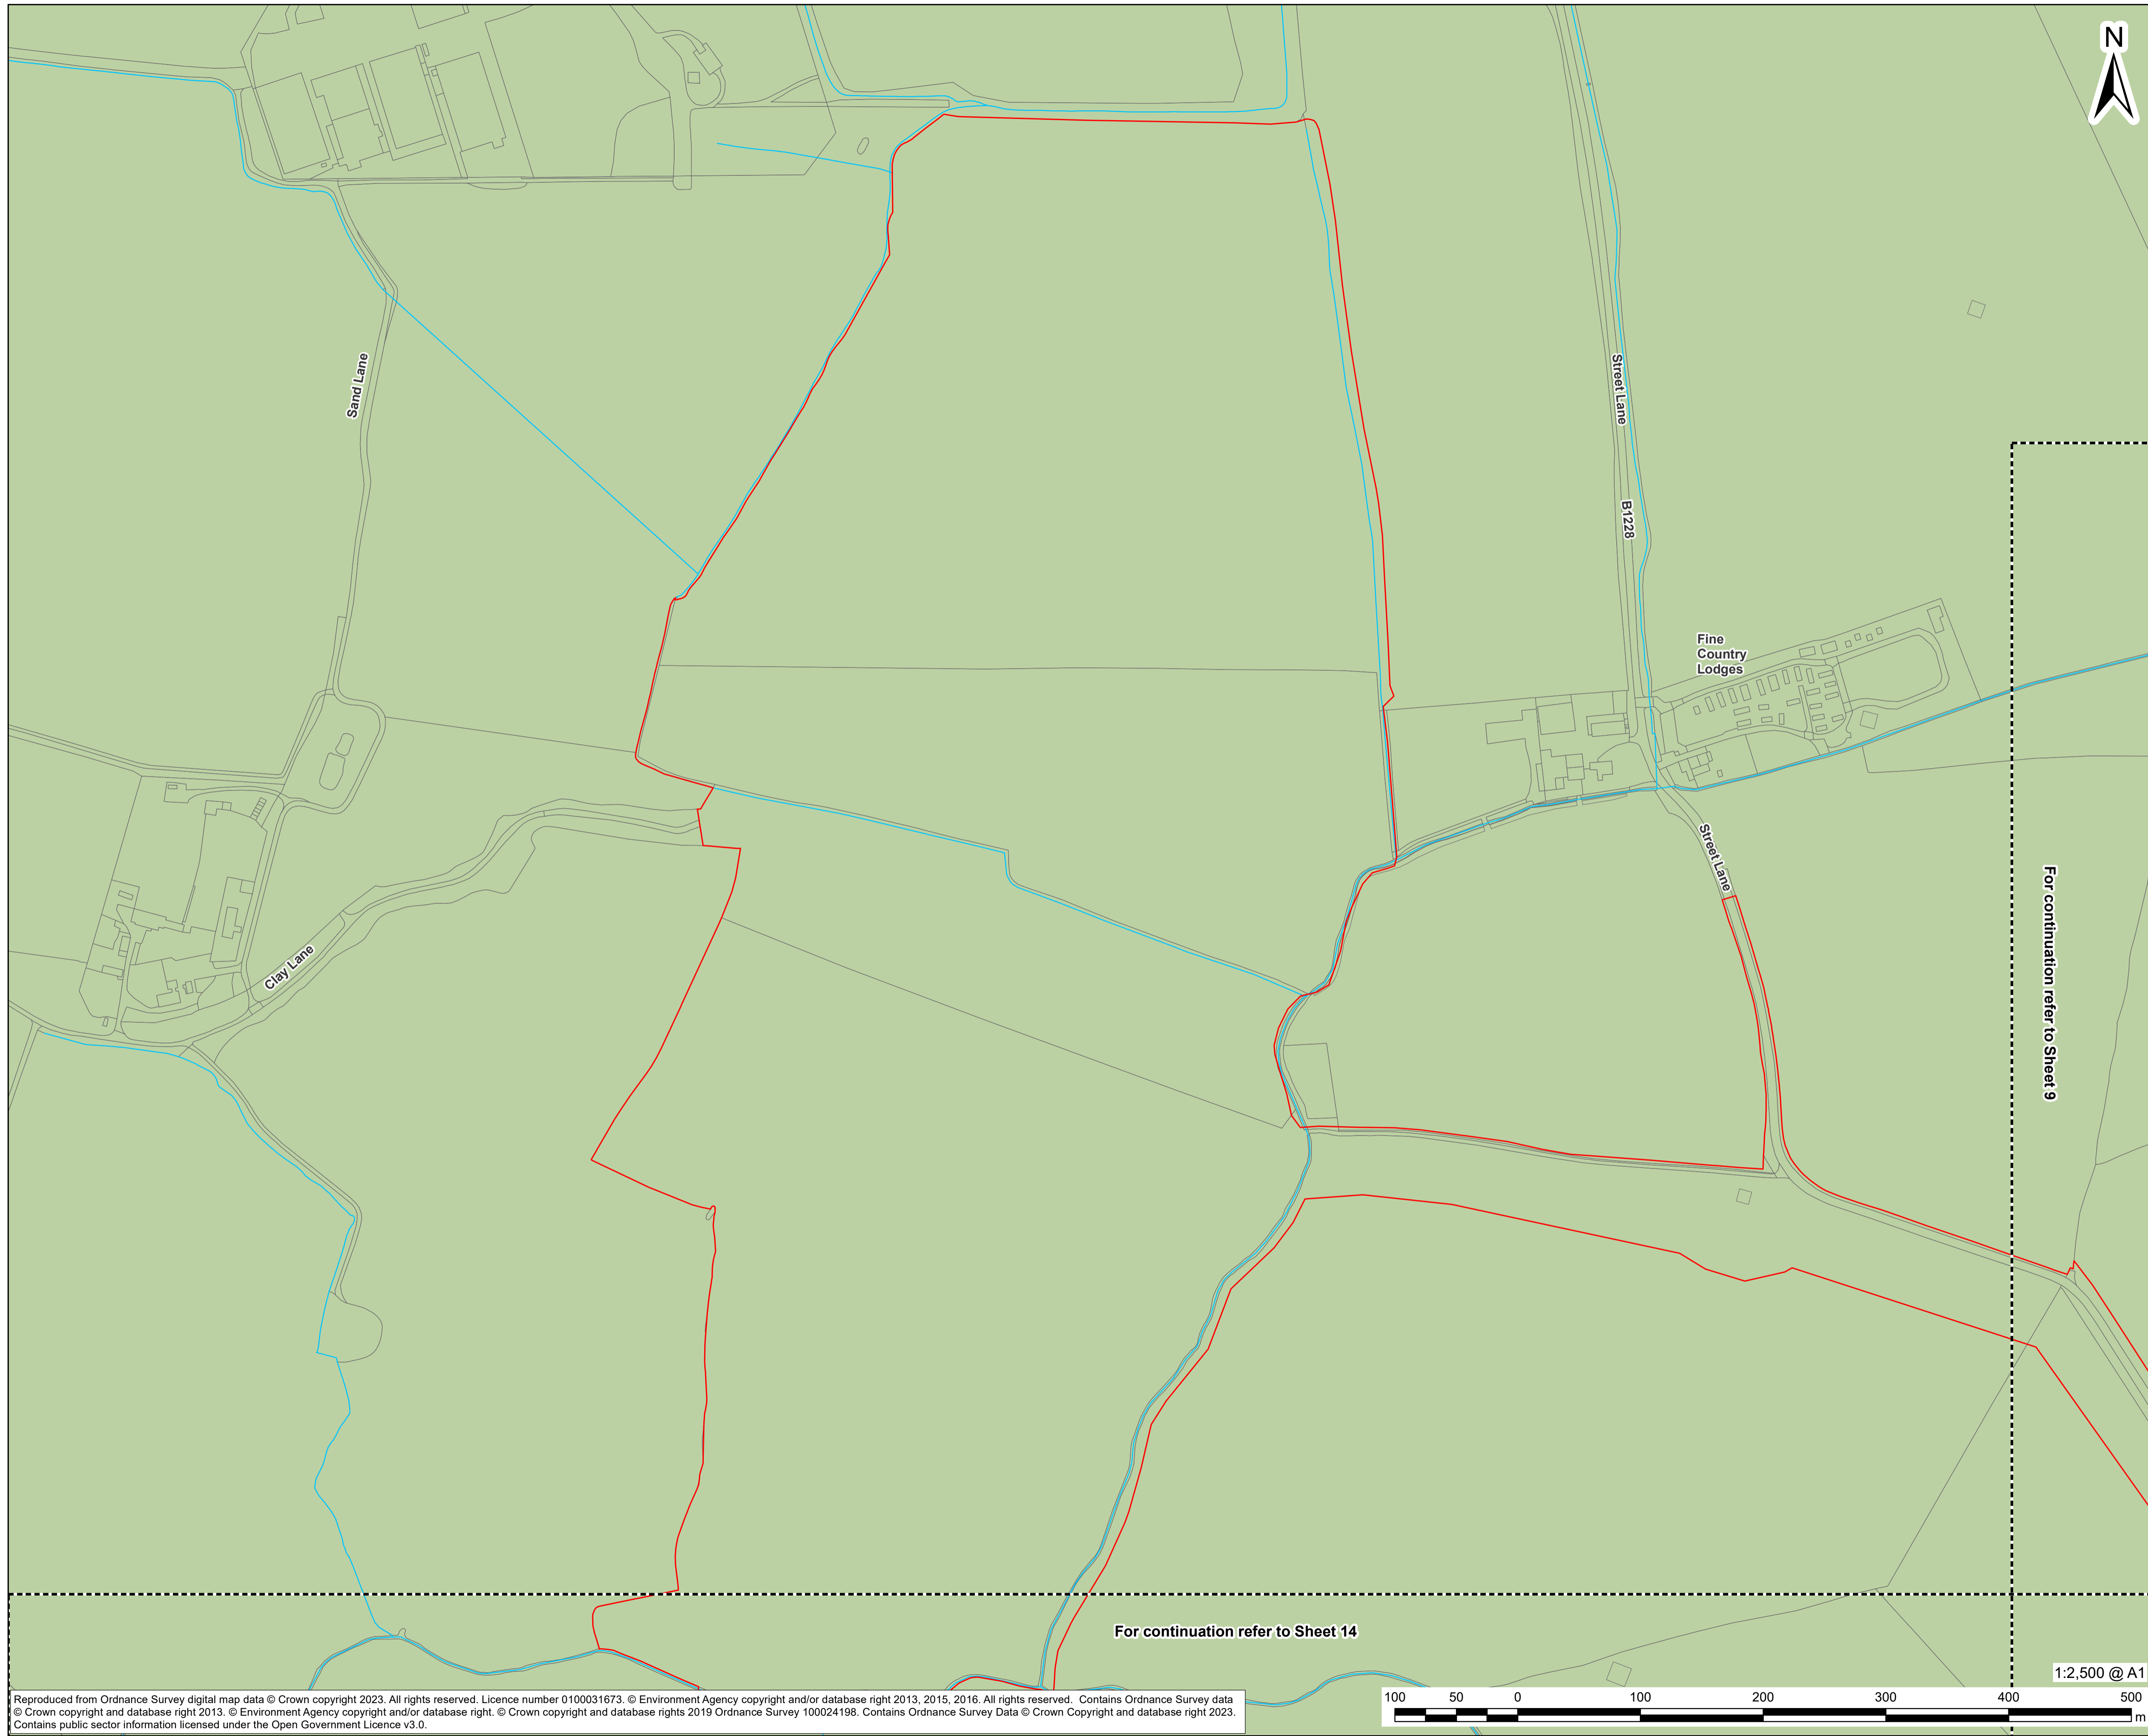 N
Sand Lane
Street Lane
B1228
Fine
Country
Lodges
Street Lane
For continuation refer to Sheet 9
Clay Lane
For continuation refer to Sheet 14
1:2,500 @ A1
100 50 0 100 200 300 400 500
m
Reproduced from Ordnance Survey digital map data © Crown copyright 2023. All rights reserved. Licence number 0100031673. © Environment Agency copyright and/or database right 2013, 2015, 2016. All rights reserved. Contains Ordnance Survey data
© Crown copyright and database right 2013. © Environment Agency copyright and/or database right. © Crown copyright and database rights 2019 Ordnance Survey 100024198. Contains Ordnance Survey Data © Crown Copyright and database right 2023.
Contains public sector information licensed under the Open Government Licence v3.0.